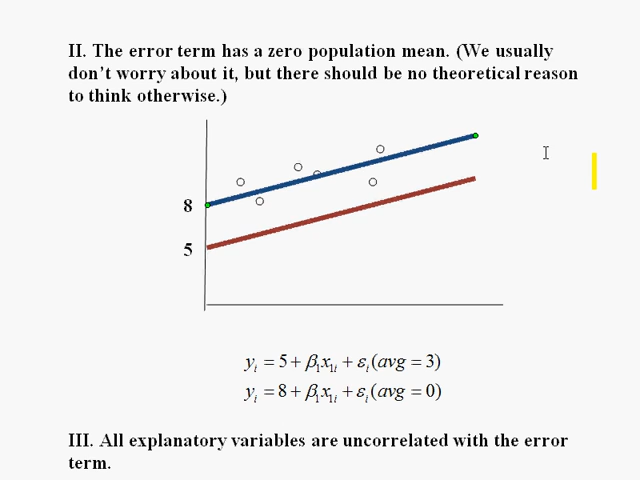 II. The error term has a zero population mean. (We usually
don't worry about it, but there should be no theoretical reason
to think otherwise.)
8
5
yᵢ = 5 + β₁x₁ᵢ + εᵢ(avg = 3)
yᵢ = 8 + β₁x₁ᵢ + εᵢ(avg = 0)
III. All explanatory variables are uncorrelated with the error
term.